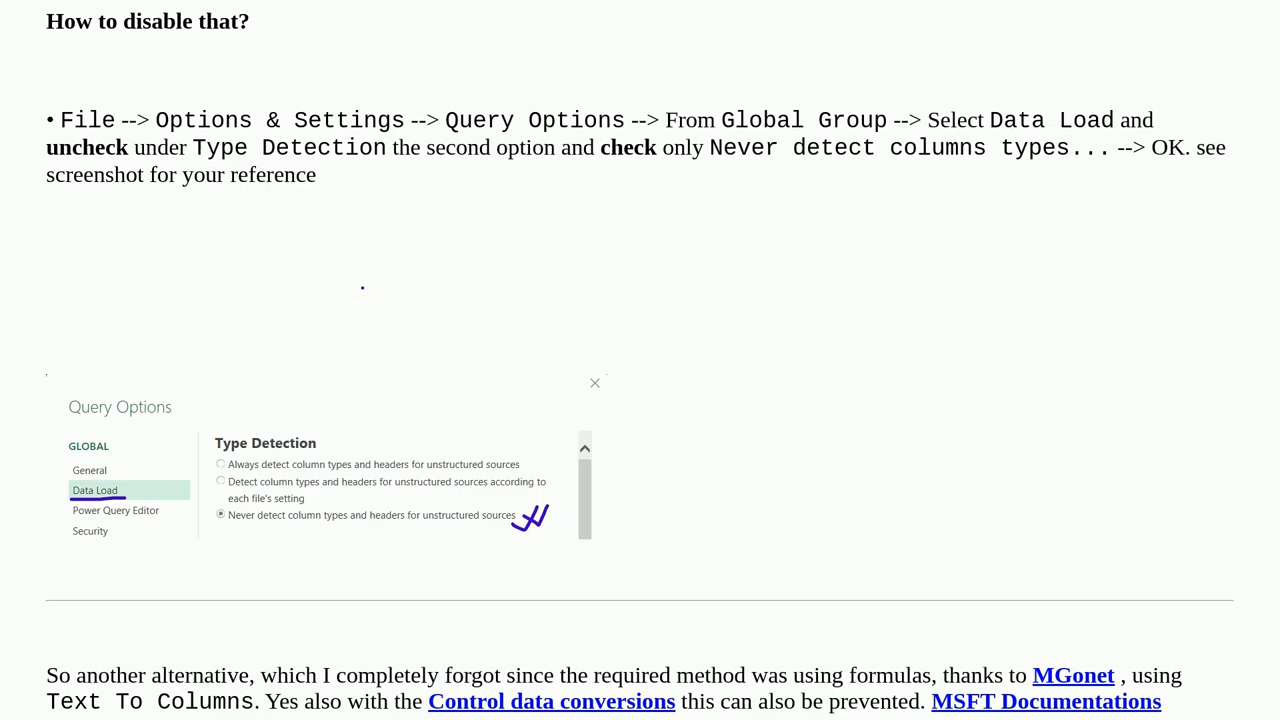 How to disable that?
• File --> Options & Settings --> Query Options --> From Global Group --> Select Data Load and
uncheck under Type Detection the second option and check only Never detect columns types... --> OK. see
screenshot for your reference
Query Options
GLOBAL
General
Data Load
Power Query Editor
Security
Type Detection
Always detect column types and headers for unstructured sources
Detect column types and headers for unstructured sources according to
each file's setting
Never detect column types and headers for unstructured sources
So another alternative, which I completely forgot since the required method was using formulas, thanks to MGonet , using
Text To Columns. Yes also with the Control data conversions this can also be prevented. MSFT Documentations